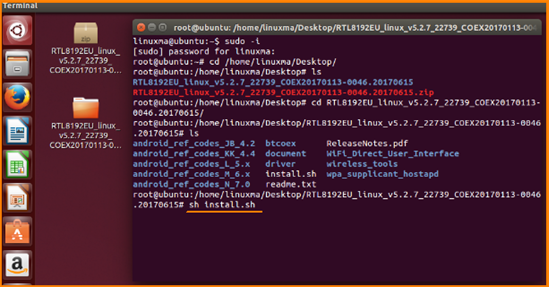 Terminal
RTL8192EU_linux_
v5.2.7_22739_
COEX20170113-0...
RTL8192EU_linux_
v5.2.7_22739_
COEX20170113-0...
root@ubuntu: /home/linuxma/Desktop/RTL8192EU_linux_v5.2.7_22739_COEX20170113-004
linuxma@ubuntu:~$ sudo -i
[sudo] password for linuxma:
root@ubuntu:~# cd /home/linuxma/Desktop/
root@ubuntu:/home/linuxma/Desktop# ls
RTL8192EU_linux_v5.2.7_22739_COEX20170113-0046.20170615
RTL8192EU_linux_v5.2.7_22739_COEX20170113-0046.20170615.zip
root@ubuntu:/home/linuxma/Desktop# cd RTL8192EU_linux_v5.2.7_22739_COEX20170113-
0046.20170615/
root@ubuntu:/home/linuxma/Desktop/RTL8192EU_linux_v5.2.7_22739_COEX20170113-0046
.20170615# ls
android_ref_codes_JB_4.2 btcoex ReleaseNotes.pdf
android_ref_codes_KK_4.4 document WiFi_Direct_User_Interface
android_ref_codes_L_5.x driver wireless_tools
android_ref_codes_M_6.x install.sh wpa_supplicant_hostapd
android_ref_codes_N_7.0 readme.txt
root@ubuntu:/home/linuxma/Desktop/RTL8192EU_linux_v5.2.7_22739_COEX20170113-0046
.20170615# sh install.sh